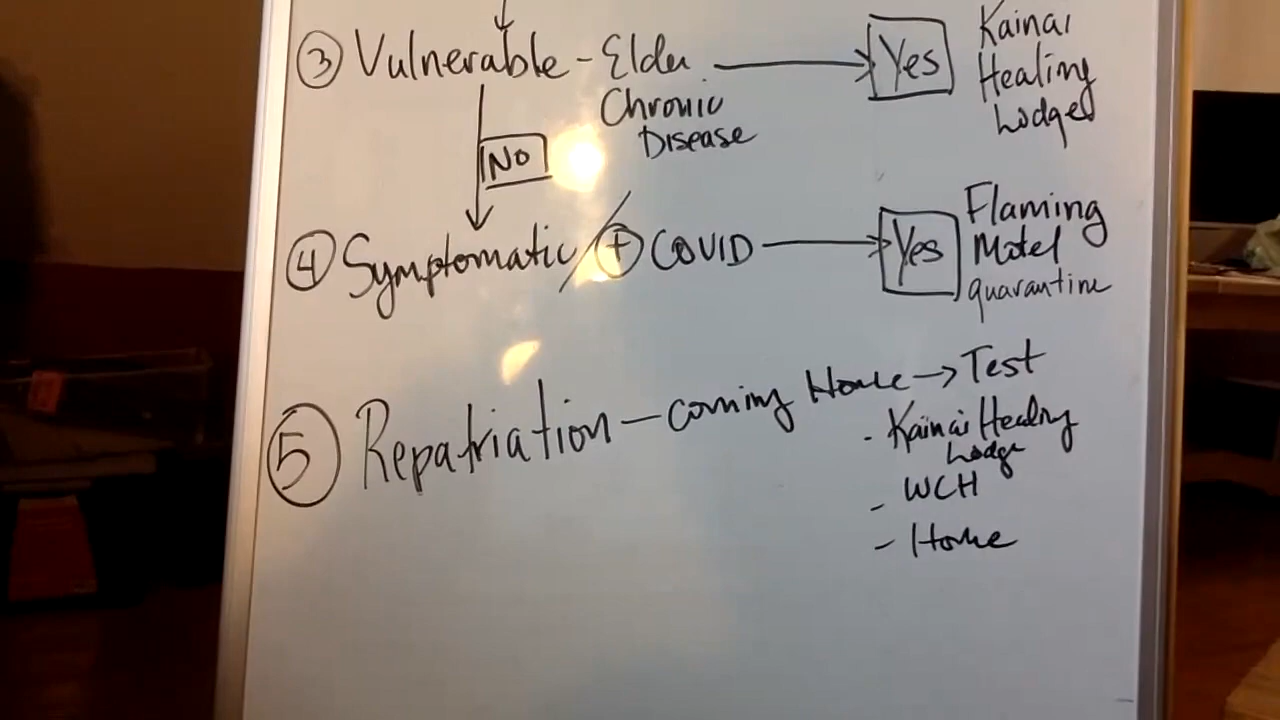 ③ Vulnerable - Elder → Yes Kainai
Chronic Healing
Disease Lodge
No
④ Symptomatic / + COVID → Yes Flaming
Motel
quarantine
⑤ Repatriation - coming Home → Test
- Kainai Healing
Lodge
- WCH
- Home